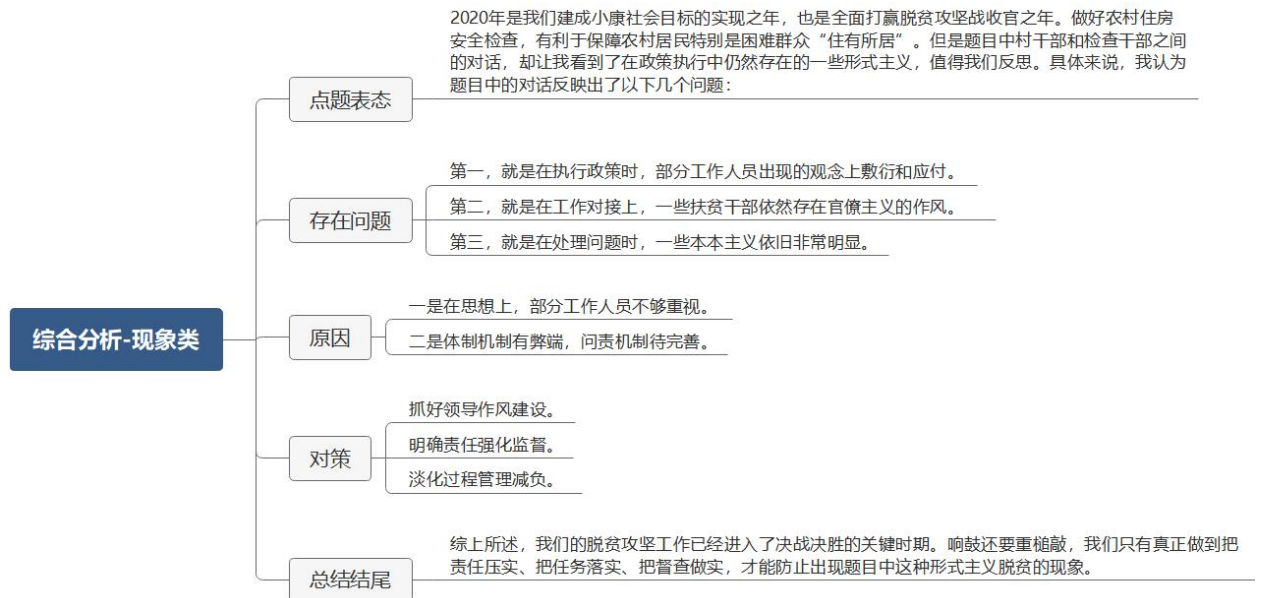 综合分析-现象类
点题表态
2020年是我们建成小康社会目标的实现之年，也是全面打赢脱贫攻坚战收官之年。做好农村住房
安全检查，有利于保障农村居民特别是困难群众“住有所居”。但是题目中村干部和检查干部之间
的对话，却让我看到了在政策执行中仍然存在的一些形式主义，值得我们反思。具体来说，我认为
题目中的对话反映出了以下几个问题：
存在问题
第一，就是在执行政策时，部分工作人员出现的观念上敷衍和应付。
第二，就是在工作对接上，一些扶贫干部依然存在官僚主义的作风。
第三，就是在处理问题时，一些本本主义依旧非常明显。
原因
一是在思想上，部分工作人员不够重视。
二是体制机制有弊端，问责机制待完善。
对策
抓好领导作风建设。
明确责任强化监督。
淡化过程管理减负。
总结结尾
综上所述，我们的脱贫攻坚工作已经进入了决战决胜的关键时期。响鼓还要重槌敲，我们只有真正做到把
责任压实、把任务落实、把督查做实，才能防止出现题目中这种形式主义脱贫的现象。